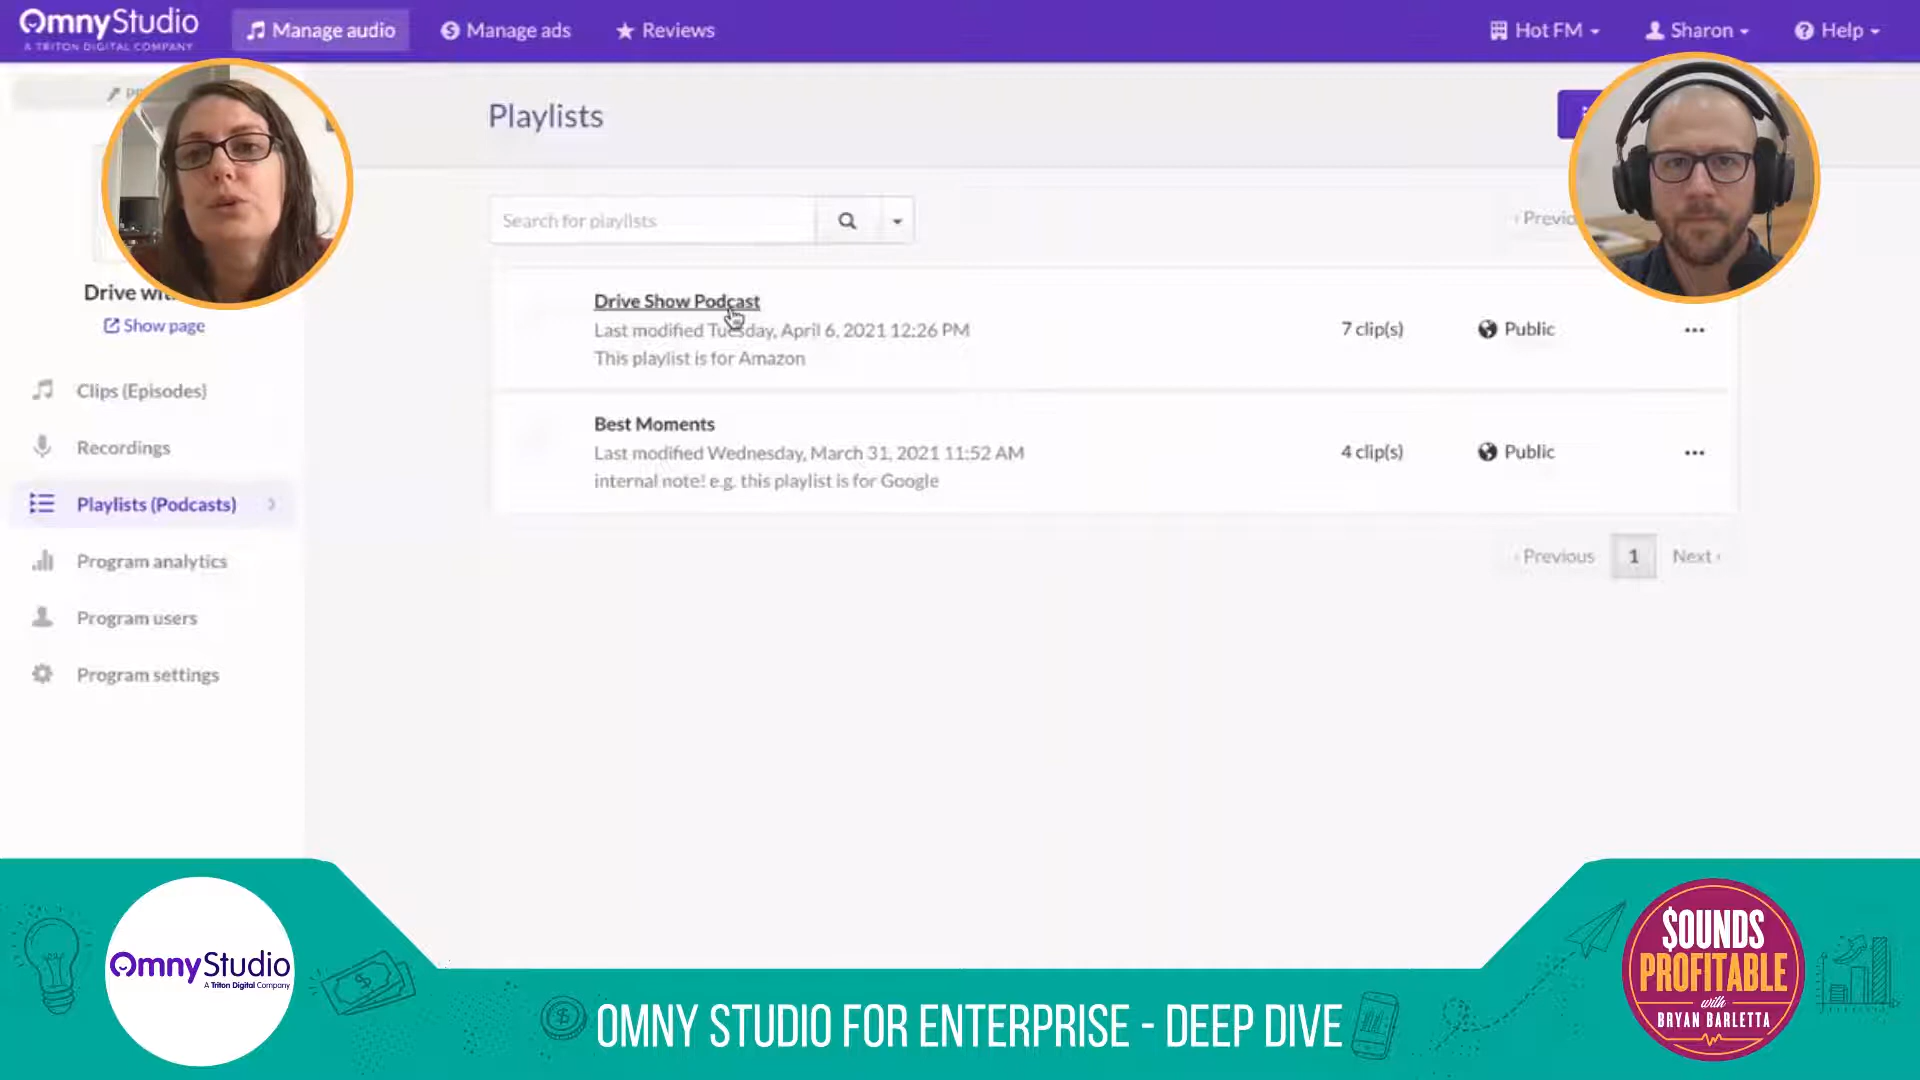 OmnyStudio
A TRITON DIGITAL COMPANY
Manage audio
Manage ads
Reviews
Hot FM
Sharon
Help
Playlists
Search for playlists
Drive
Show page
Clips (Episodes)
Recordings
Playlists (Podcasts)
Program analytics
Program users
Program settings
Drive Show Podcast
Last modified Tuesday, April 6, 2021 12:26 PM
This playlist is for Amazon
7 clip(s)
Public
Best Moments
Last modified Wednesday, March 31, 2021 11:52 AM
internal note! e.g. this playlist is for Google
4 clip(s)
Public
‹ Previous
1
Next ›
OmnyStudio
A Triton Digital Company
OMNY STUDIO FOR ENTERPRISE - DEEP DIVE
$OUNDS
PROFITABLE
with
BRYAN BARLETTA